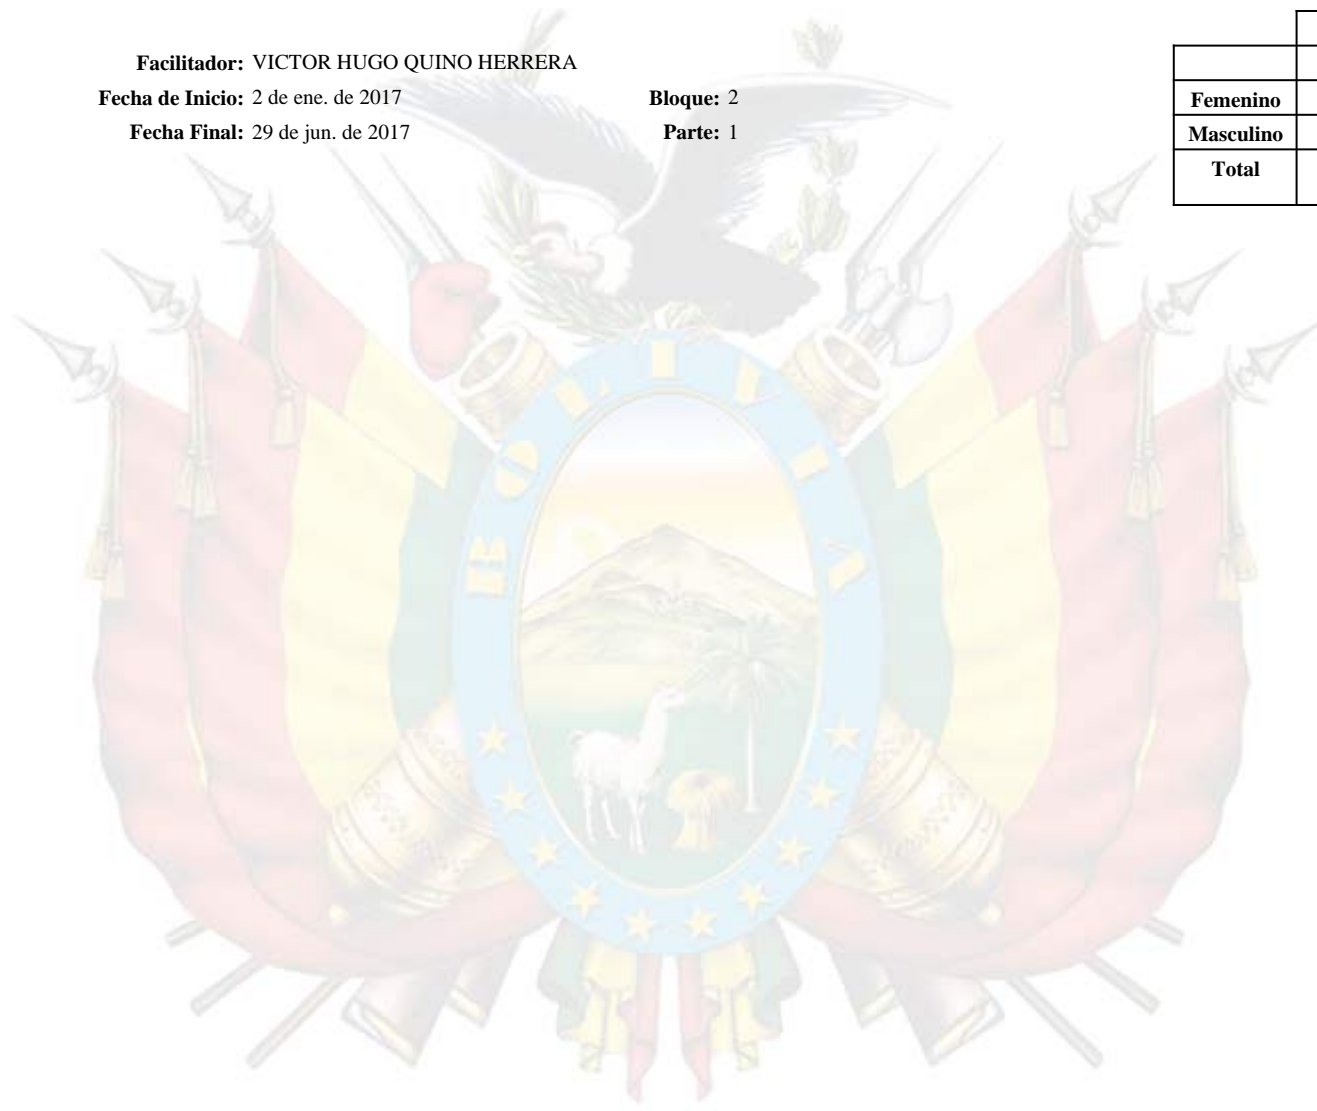 Facilitador: VICTOR HUGO QUINO HERRERA
Fecha de Inicio: 2 de ene. de 2017 Bloque: 2
Fecha Final: 29 de jun. de 2017 Parte: 1
Femenino
Masculino
Total
BOLIVIA